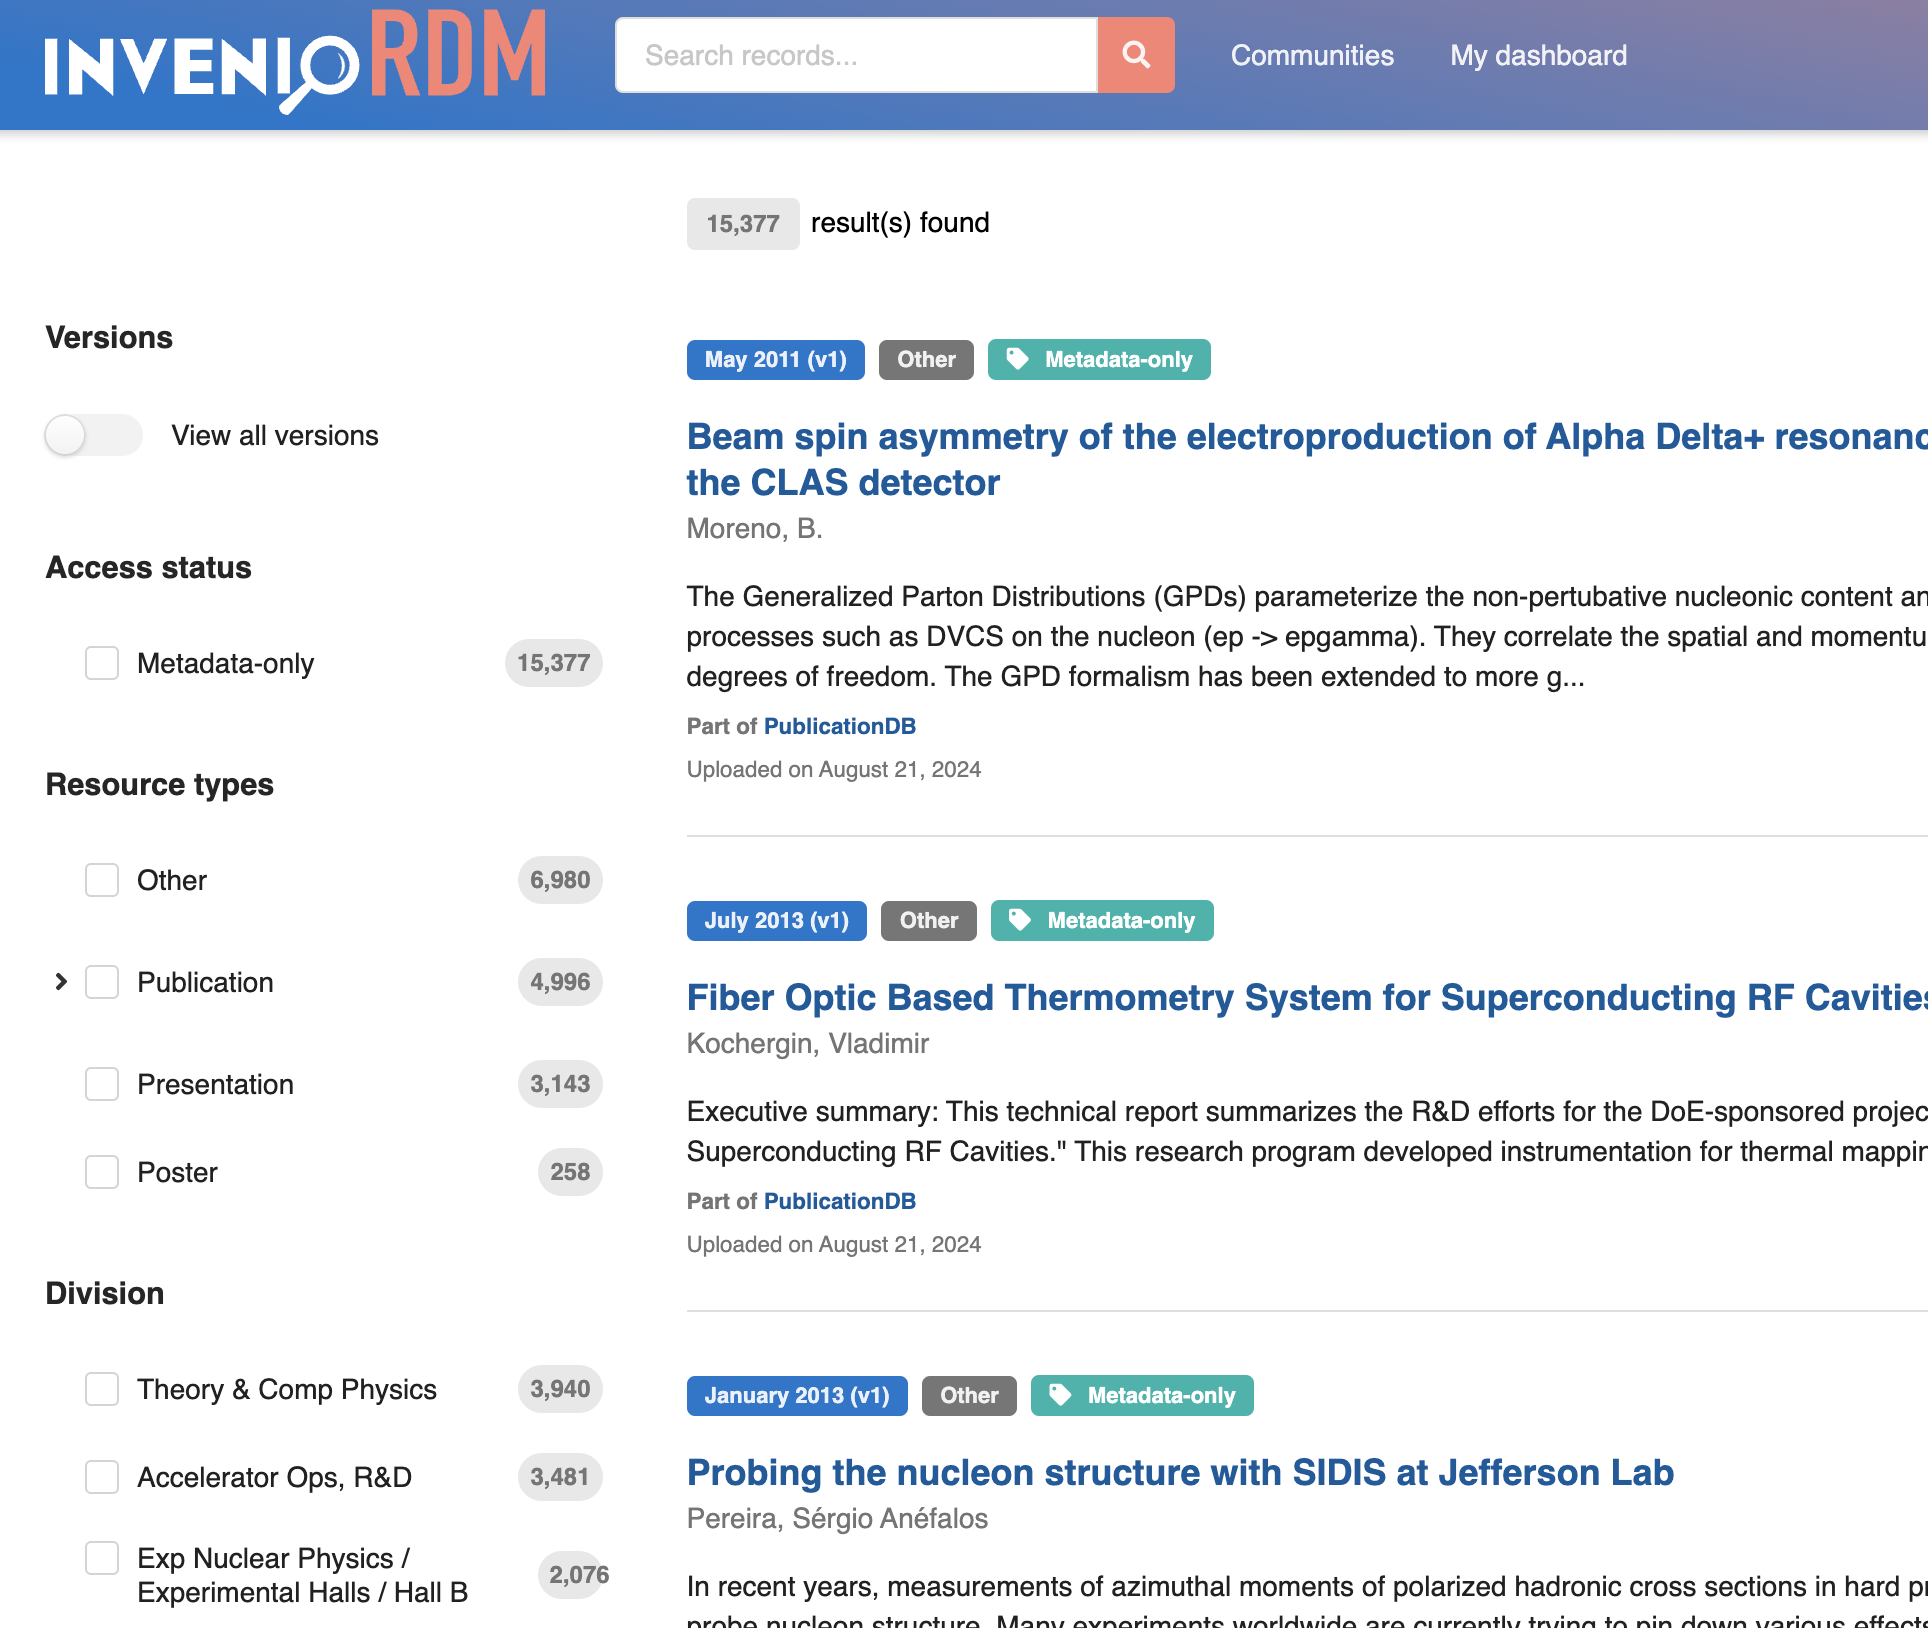 INVENIO RDM
Search records...
Communities
My dashboard
15,377 result(s) found
Versions
View all versions
Access status
Metadata-only 15,377
Resource types
Other 6,980
Publication 4,996
Presentation 3,143
Poster 258
Division
Theory & Comp Physics 3,940
Accelerator Ops, R&D 3,481
Exp Nuclear Physics /
Experimental Halls / Hall B 2,076
May 2011 (v1) Other Metadata-only
Beam spin asymmetry of the electroproduction of Alpha Delta+ resonanc
the CLAS detector
Moreno, B.
The Generalized Parton Distributions (GPDs) parameterize the non-pertubative nucleonic content an
processes such as DVCS on the nucleon (ep -> epgamma). They correlate the spatial and momentu
degrees of freedom. The GPD formalism has been extended to more g...
Part of PublicationDB
Uploaded on August 21, 2024
July 2013 (v1) Other Metadata-only
Fiber Optic Based Thermometry System for Superconducting RF Cavities
Kochergin, Vladimir
Executive summary: This technical report summarizes the R&D efforts for the DoE-sponsored projec
Superconducting RF Cavities." This research program developed instrumentation for thermal mappin
Part of PublicationDB
Uploaded on August 21, 2024
January 2013 (v1) Other Metadata-only
Probing the nucleon structure with SIDIS at Jefferson Lab
Pereira, Sérgio Anéfalos
In recent years, measurements of azimuthal moments of polarized hadronic cross sections in hard pr
probe nucleon structure. Many experiments worldwide are currently trying to pin down various effects